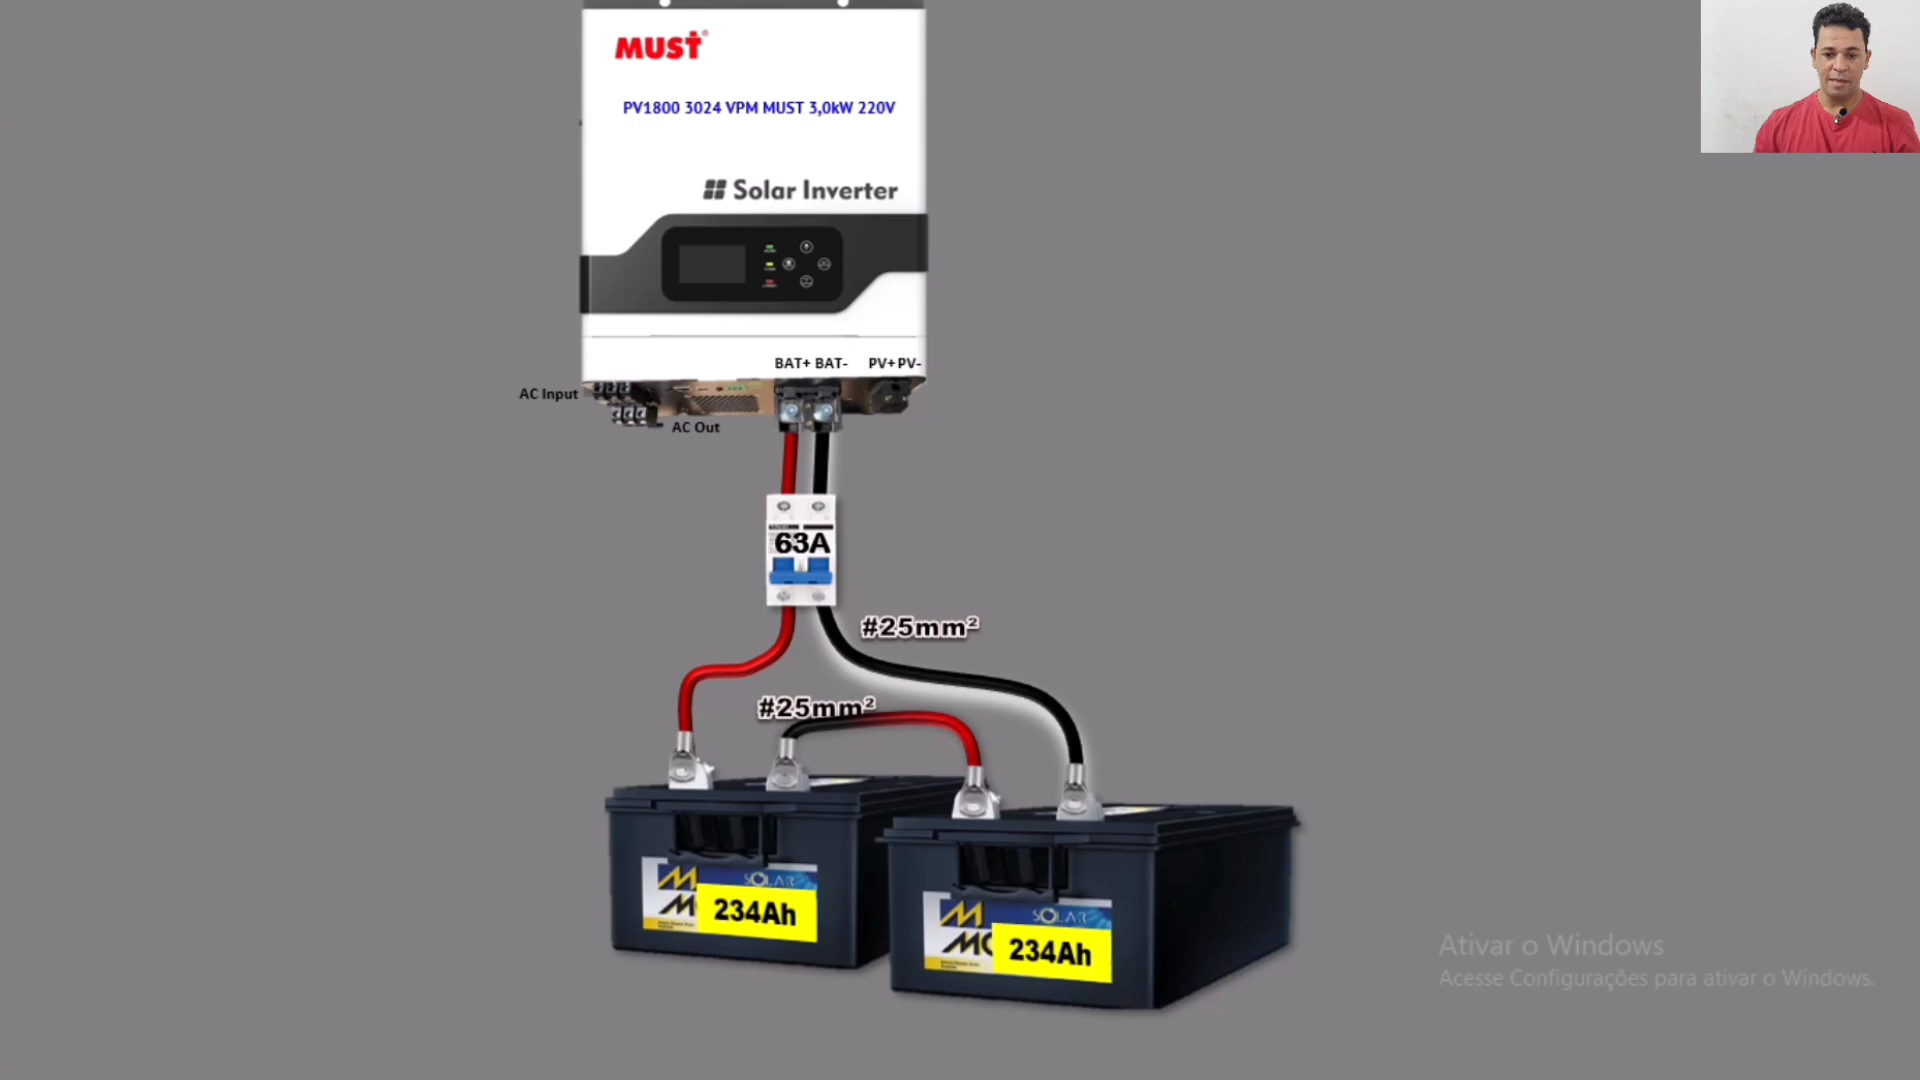 MUST
PV1800 3024 VPM MUST 3,0kW 220V
Solar Inverter
BAT+ BAT- PV+ PV-
AC Input
AC Out
63A
#25mm²
#25mm²
SOLAR
234Ah
SOLAR
234Ah
Ativar o Windows
Acesse Configurações para ativar o Windows.